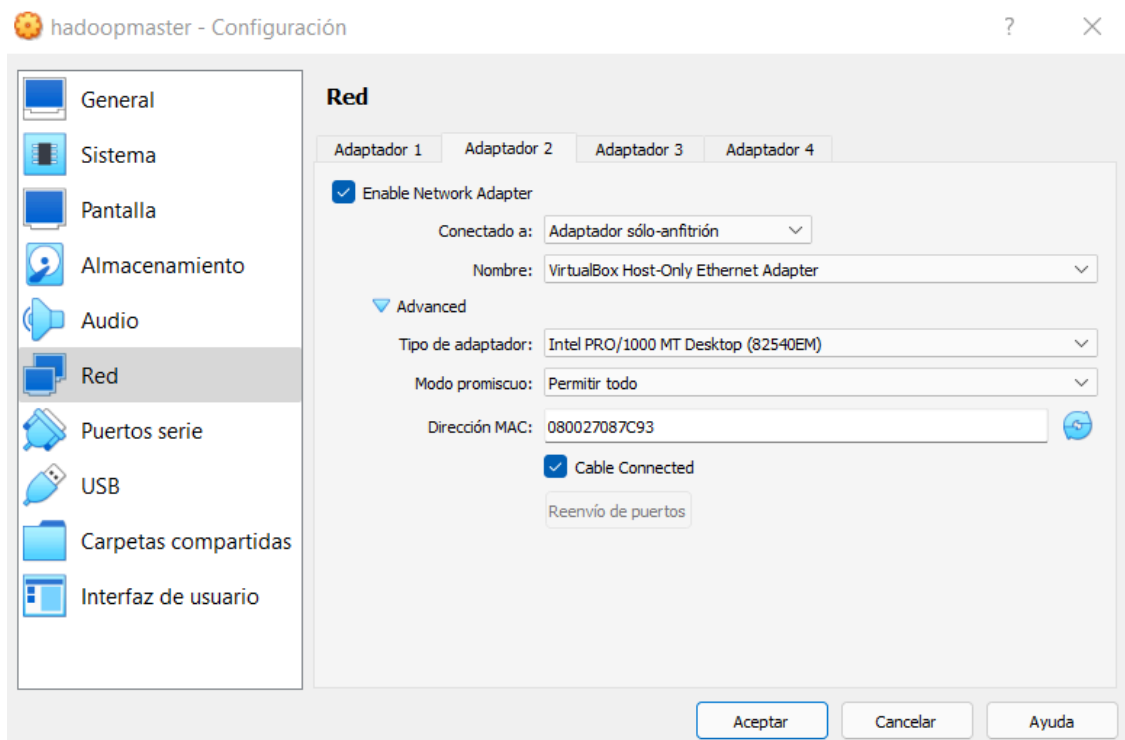 hadoopmaster - Configuración
?
General
Sistema
Pantalla
Almacenamiento
Audio
Red
Puertos serie
USB
Carpetas compartidas
Interfaz de usuario
Red
Adaptador 1 Adaptador 2 Adaptador 3 Adaptador 4
Enable Network Adapter
Conectado a: Adaptador sólo-anfitrión
Nombre: VirtualBox Host-Only Ethernet Adapter
Advanced
Tipo de adaptador: Intel PRO/1000 MT Desktop (82540EM)
Modo promiscuo: Permitir todo
Dirección MAC: 080027087C93
Cable Connected
Reenvío de puertos
Aceptar Cancelar Ayuda